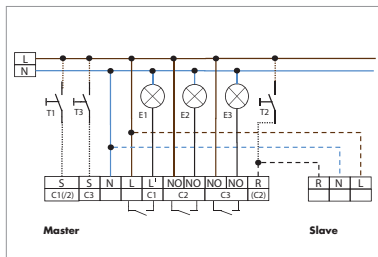 L
N
T1 T3 E1 E2 E3 T2
S S N L L' NO NO NO NO R R N L
C1(/2) C3 C1 C2 C3 (C2)
Master Slave